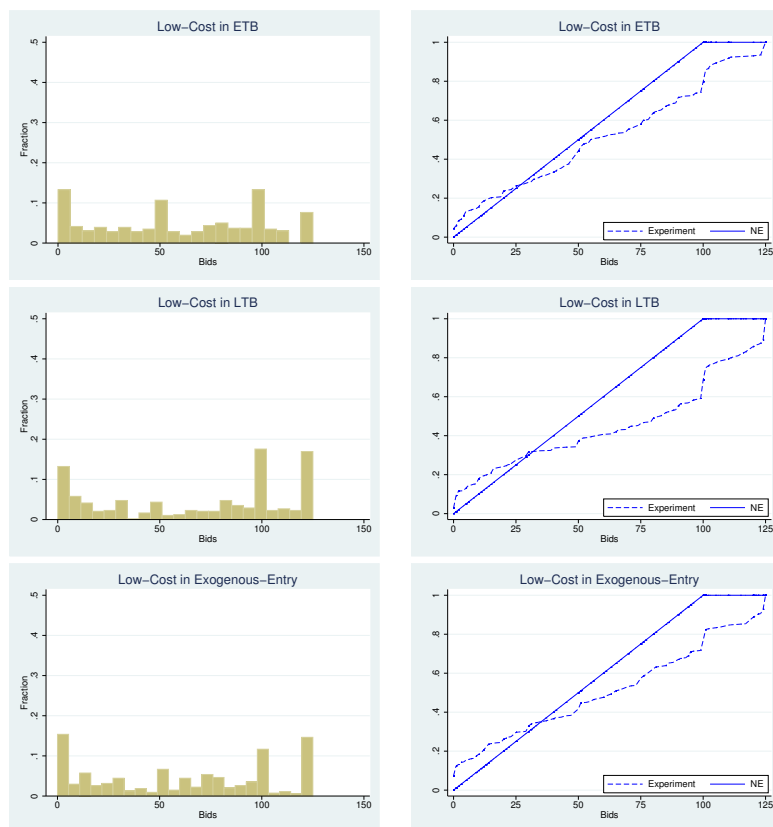 Low−Cost in ETB
.5
.4
.3
.2
.1
0
Fraction
0 50 100 150
Bids
Low−Cost in ETB
1
.8
.6
.4
.2
0
0 25 50 75 100 125
Bids
Experiment NE
Low−Cost in LTB
.5
.4
.3
.2
.1
0
Fraction
0 50 100 150
Bids
Low−Cost in LTB
1
.8
.6
.4
.2
0
0 25 50 75 100 125
Bids
Experiment NE
Low−Cost in Exogenous−Entry
.5
.4
.3
.2
.1
0
Fraction
0 50 100 150
Bids
Low−Cost in Exogenous−Entry
1
.8
.6
.4
.2
0
0 25 50 75 100 125
Bids
Experiment NE